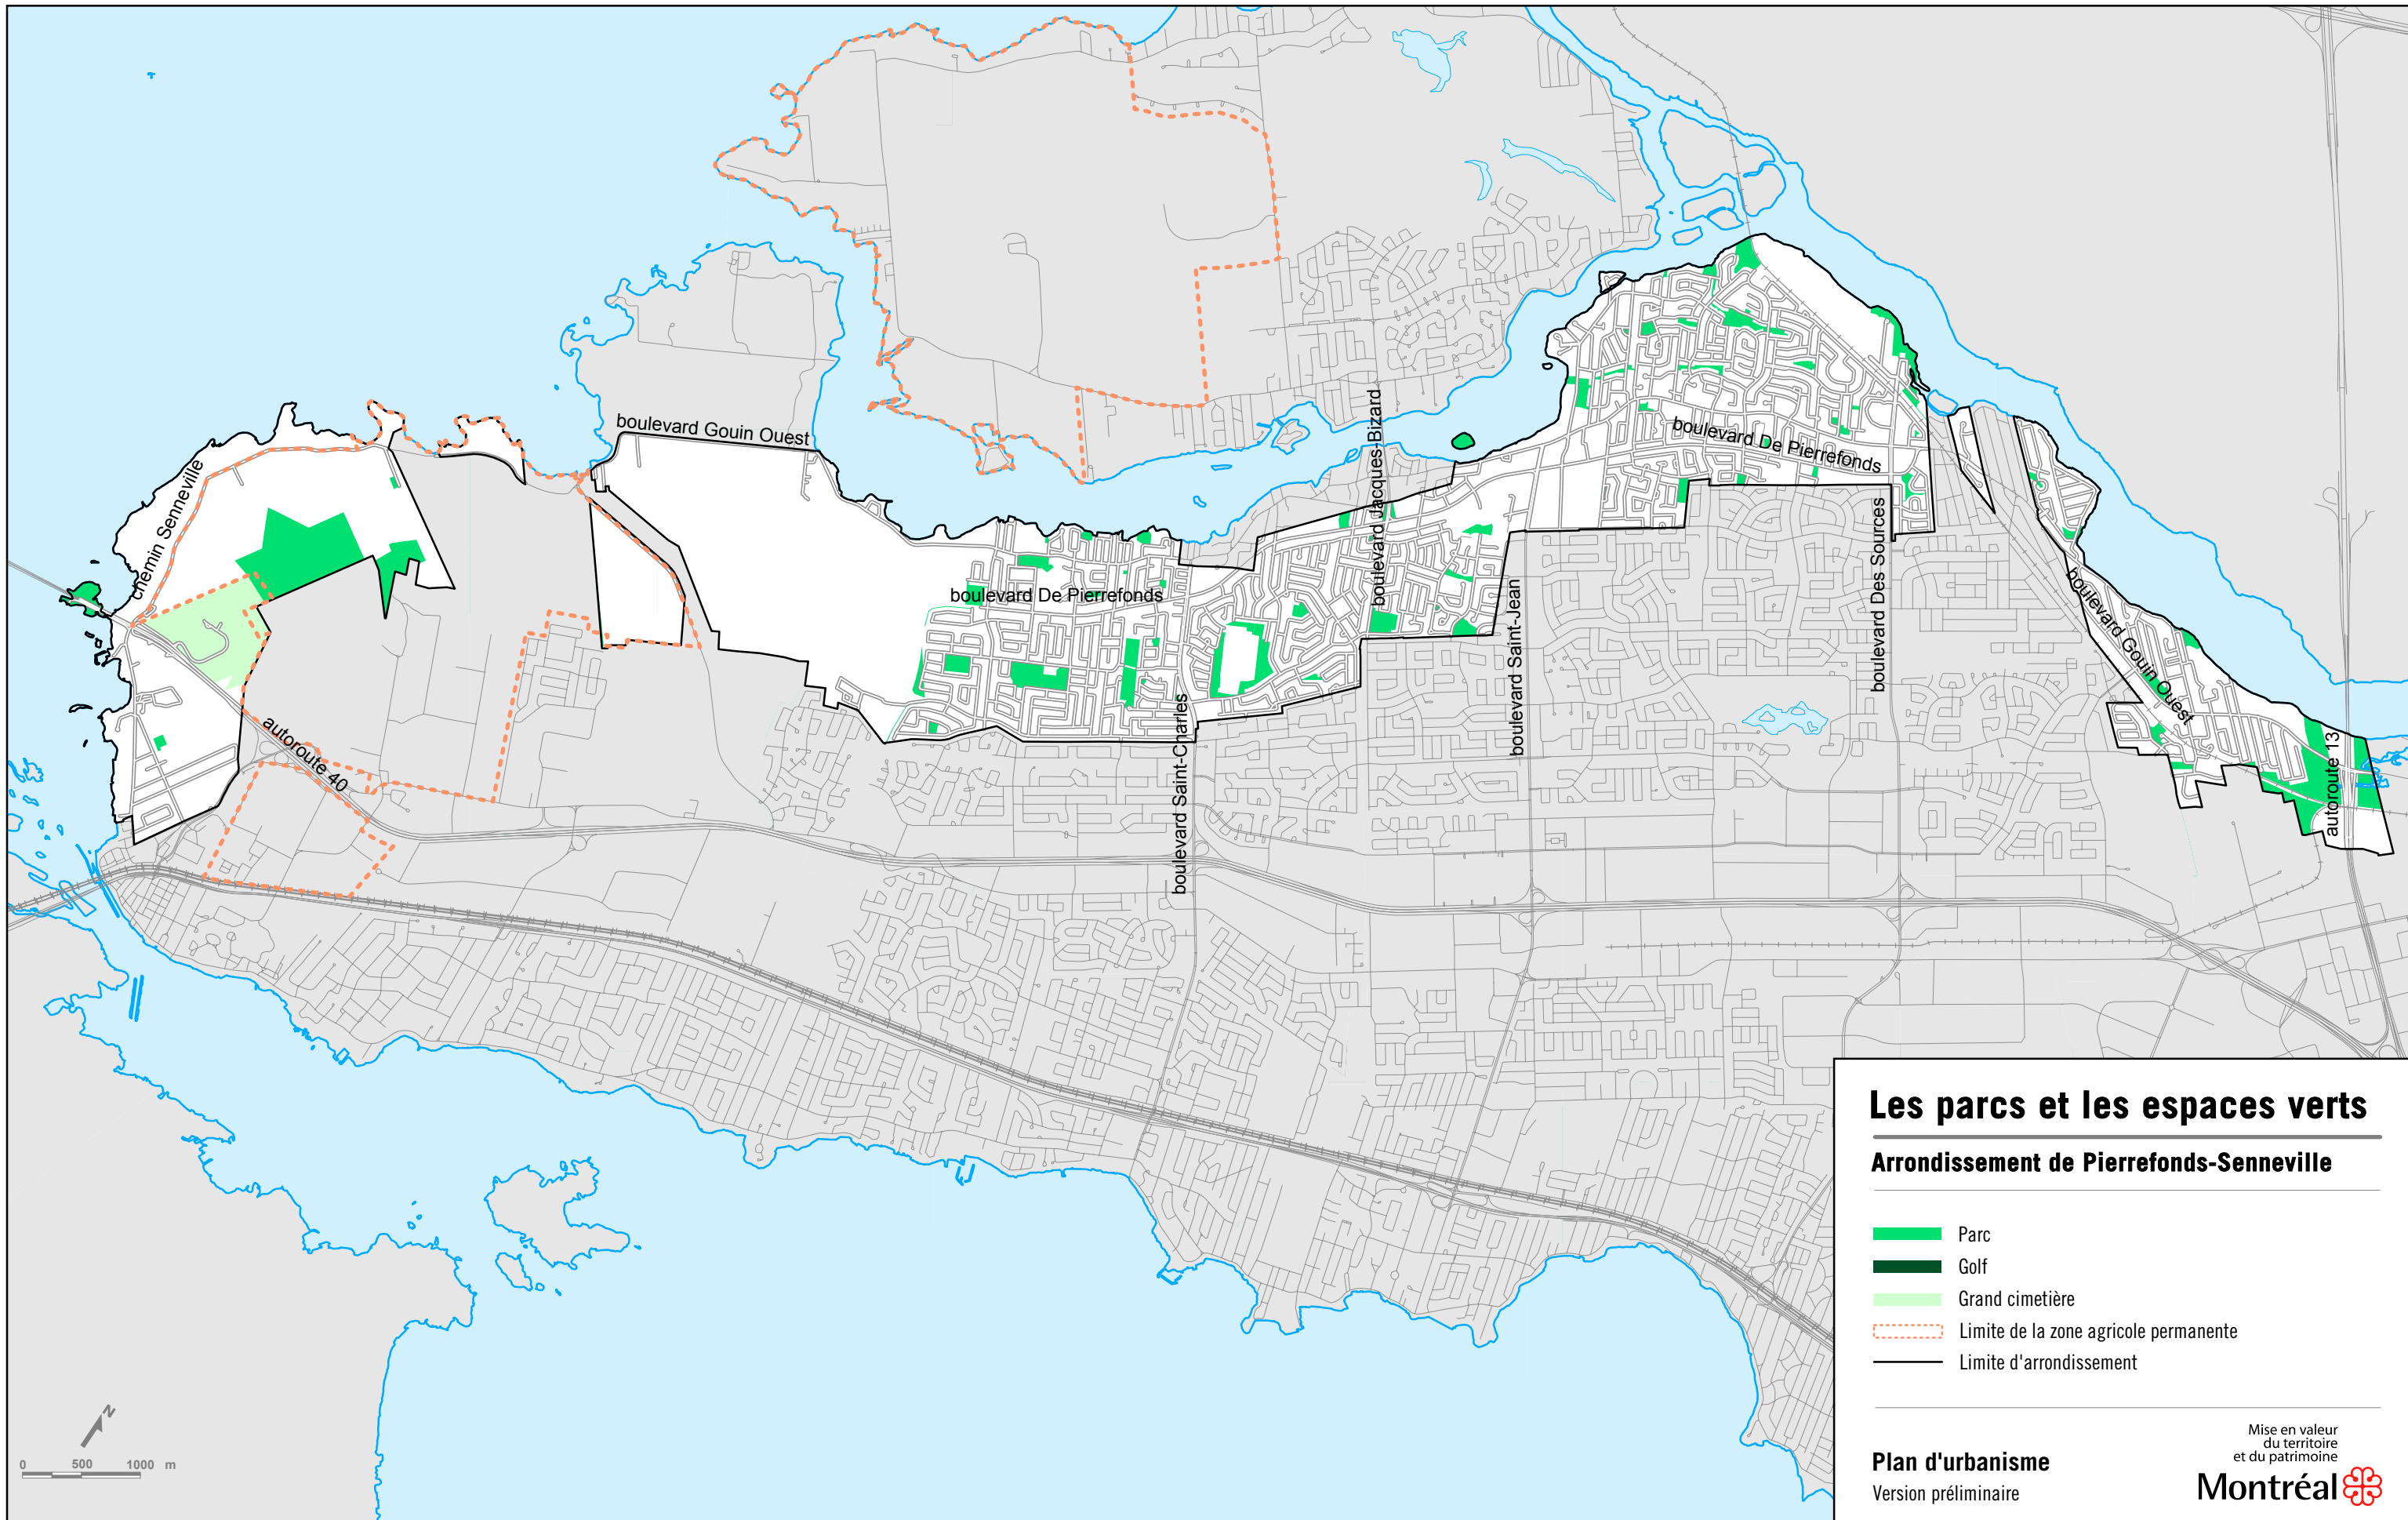 boulevard Gouin Ouest
chemin Senneville
boulevard Jacques-Bizard
boulevard De Pierrefonds
boulevard De Pierrefonds
boulevard Saint-Jean
boulevard Des Sources
boulevard Gouin Ouest
boulevard Saint-Charles
autoroute 40
autoroute 13
Les parcs et les espaces verts
Arrondissement de Pierrefonds-Senneville
Parc
Golf
Grand cimetière
Limite de la zone agricole permanente
Limite d'arrondissement
N
0 500 1000 m
Plan d'urbanisme
Version préliminaire
Mise en valeur
du territoire
et du patrimoine
Montréal